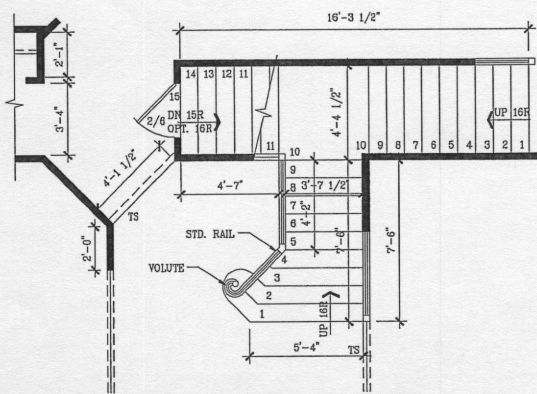 16'-3 1/2"
2'-1"
14 13 12 11
15
DN 15R
2/6
OPT. 16R
4'-4 1/2"
UP 16R
3'-4"
11
10
10 9 8 7 6 5 4 3 2 1
4'-1 1/2"
9
4'-7"
8
3'-7 1/2"
7
4'-2"
6
7'-6"
7'-6"
TS
STD. RAIL
5
2'-0"
4
VOLUTE
3
2
1
UP 16R
5'-4"
TS